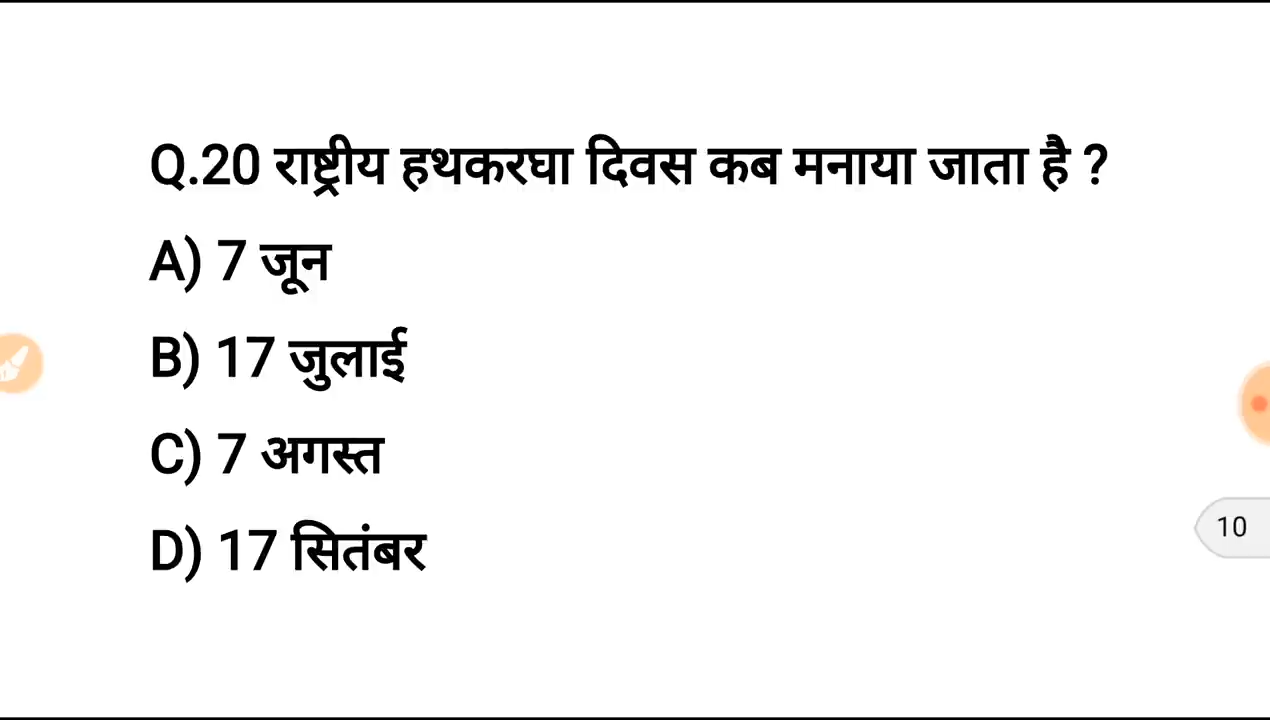 Q.20 राष्ट्रीय हथकरघा दिवस कब मनाया जाता है ?
A) 7 जून
B) 17 जुलाई
C) 7 अगस्त
10
D) 17 सितंबर